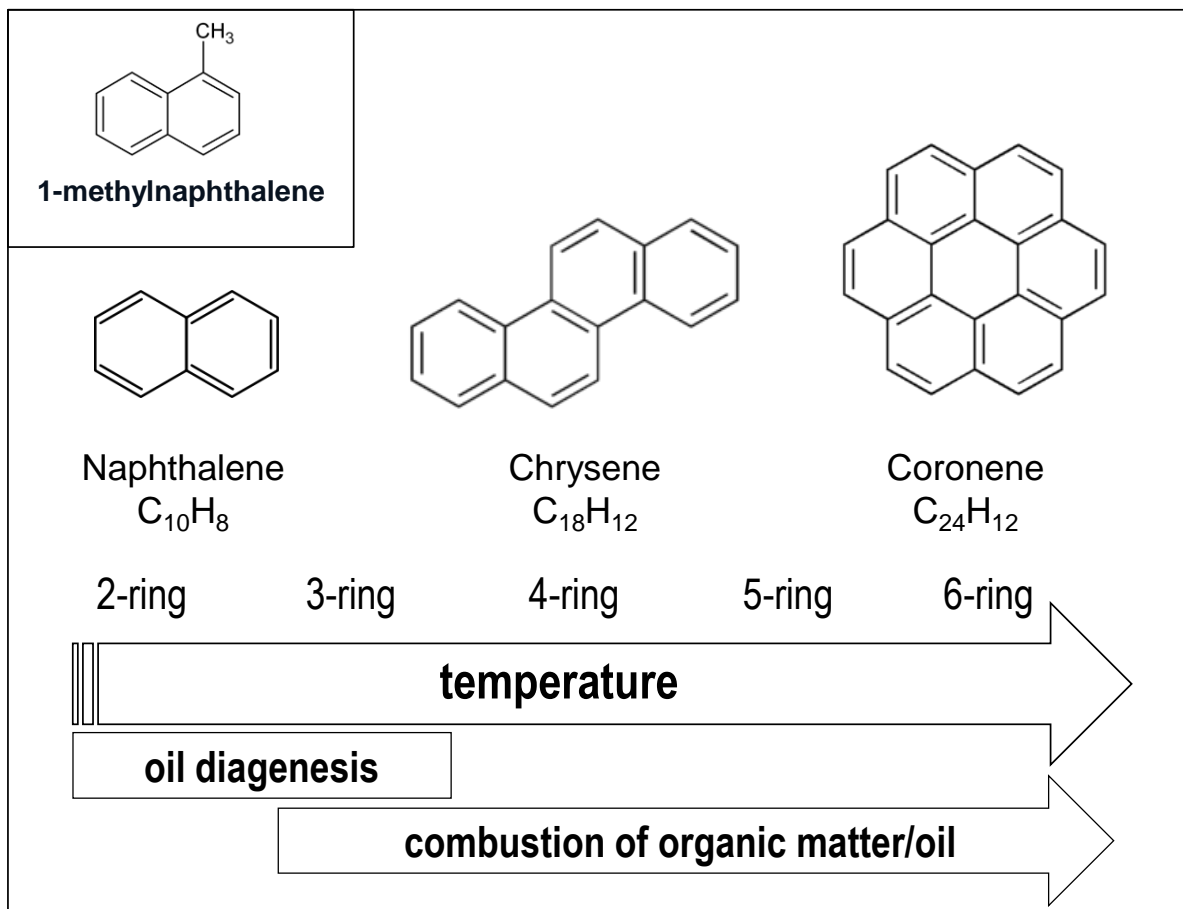 CH₃
1-methylnaphthalene
Naphthalene
C₁₀H₈
Chrysene
C₁₈H₁₂
Coronene
C₂₄H₁₂
2-ring 3-ring 4-ring 5-ring 6-ring
temperature
oil diagenesis
combustion of organic matter/oil